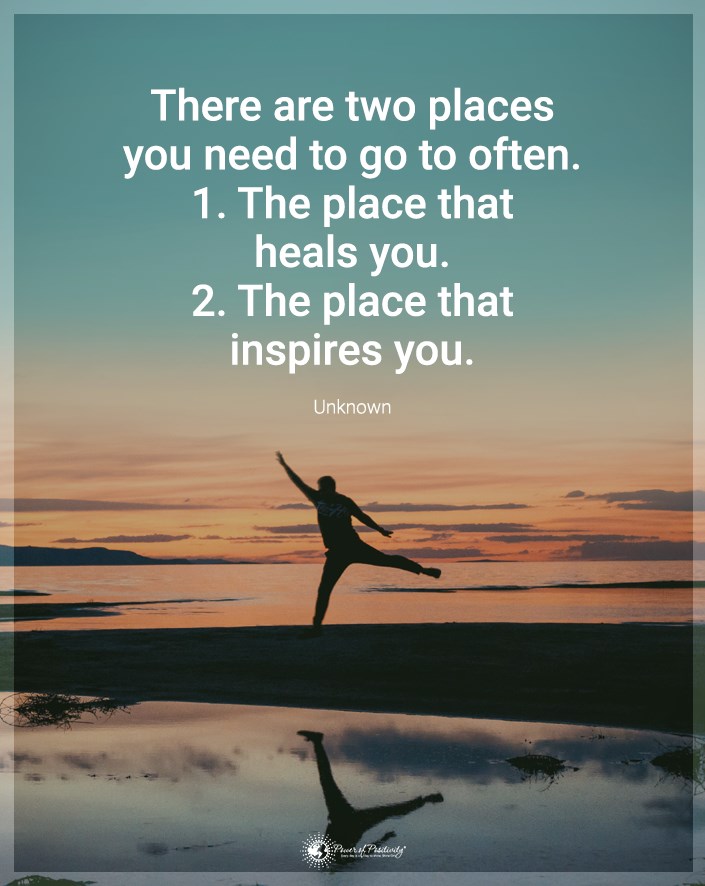 There are two places
you need to go to often.
1. The place that
heals you.
2. The place that
inspires you.
Unknown
Power of Positivity